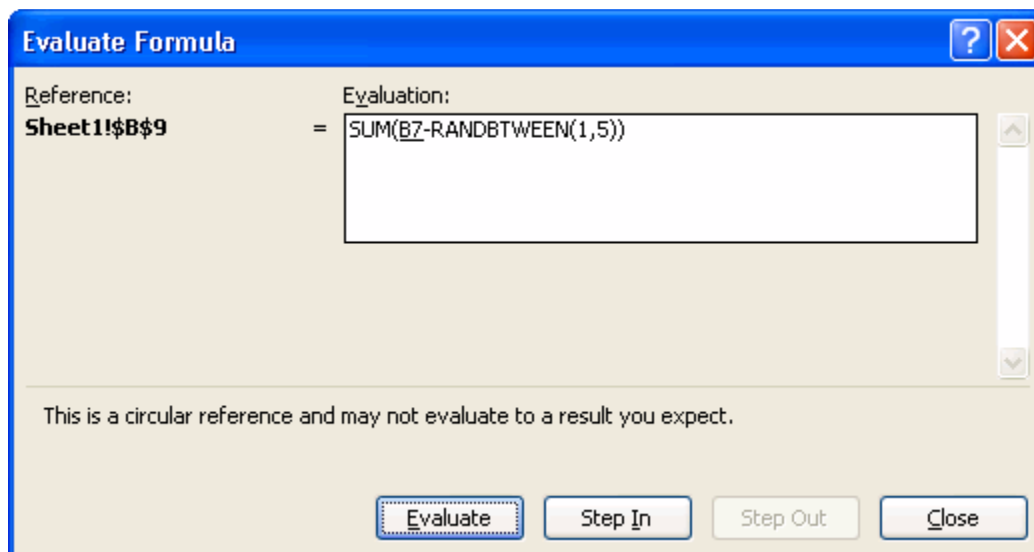 Evaluate Formula
Reference:
Evaluation:
Sheet1!$B$9
=
SUM(B7-RANDBTWEEN(1,5))
This is a circular reference and may not evaluate to a result you expect.
Evaluate
Step In
Step Out
Close